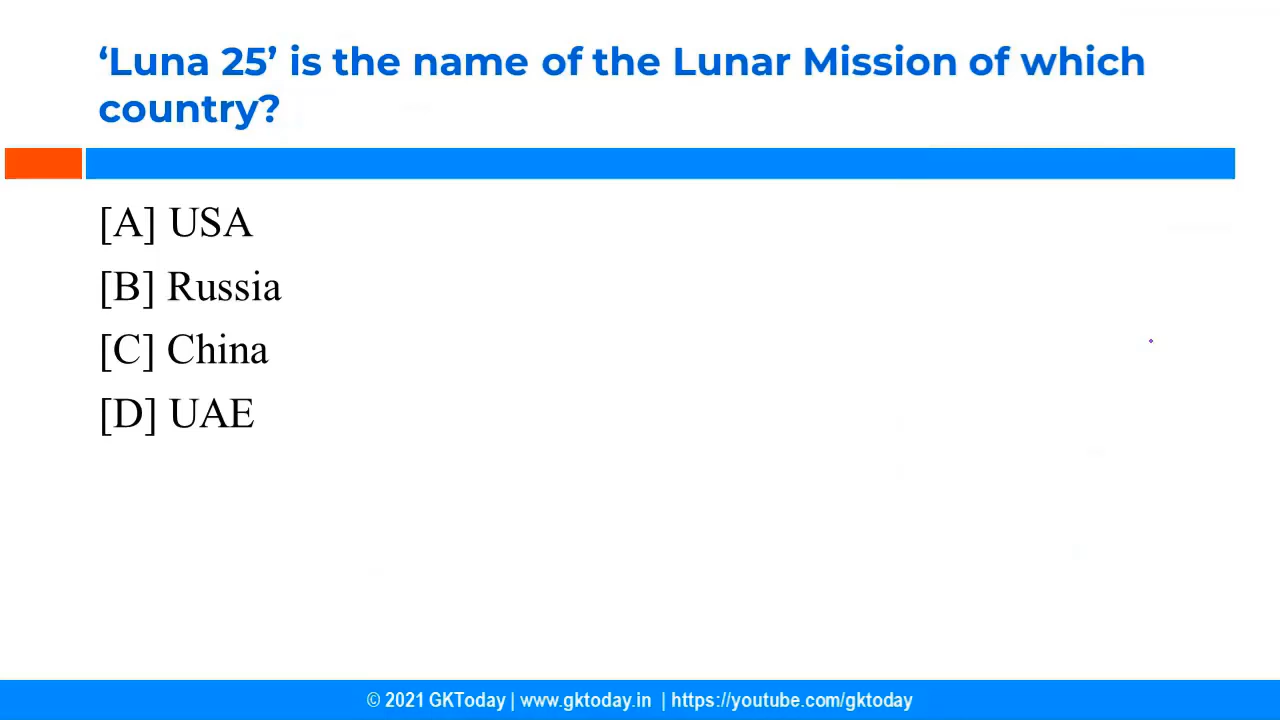 ‘Luna 25’ is the name of the Lunar Mission of which
country?
[A] USA
[B] Russia
[C] China
[D] UAE
© 2021 GKToday | www.gktoday.in | https://youtube.com/gktoday